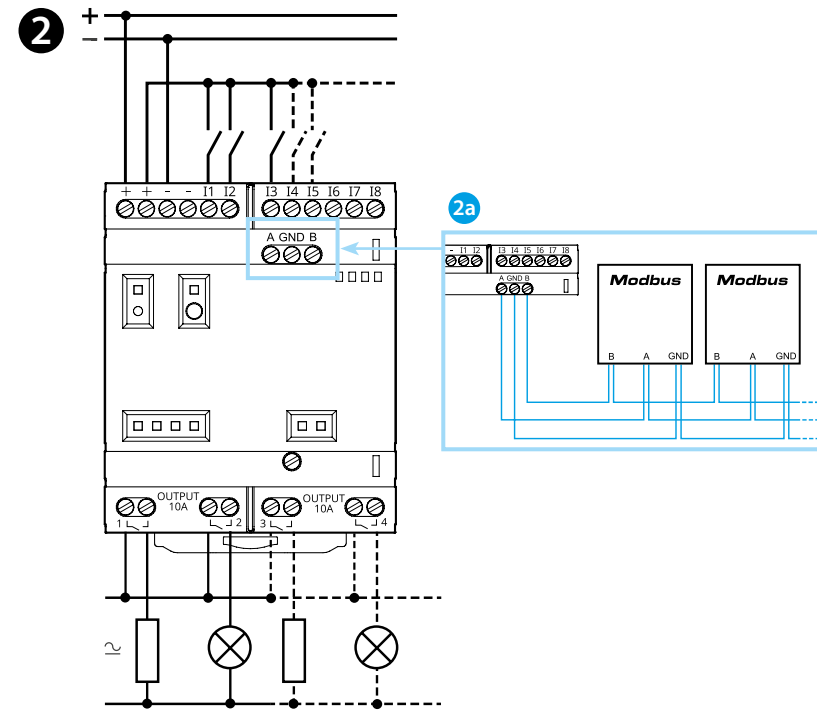 2
+
−
+ + - - I1 I2 I3 I4 I5 I6 I7 I8
A GND B
2a
- I1 I2 I3 I4 I5 I6 I7 I8
A GND B
Modbus Modbus
B A GND B A GND
OUTPUT
10A
OUTPUT
10A
1 2 3 4